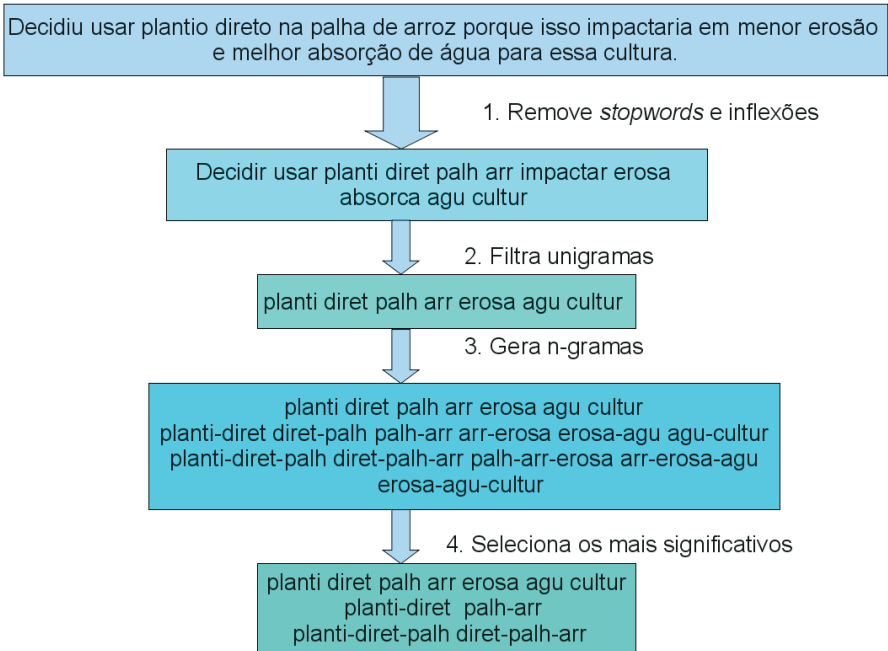 Decidiu usar plantio direto na palha de arroz porque isso impactaria em menor erosão
e melhor absorção de água para essa cultura.
1. Remove stopwords e inflexões
Decidir usar planti diret palh arr impactar erosa
absorca agu cultur
2. Filtra unigramas
planti diret palh arr erosa agu cultur
3. Gera n-gramas
planti diret palh arr erosa agu cultur
planti-diret diret-palh palh-arr arr-erosa erosa-agu agu-cultur
planti-diret-palh diret-palh-arr palh-arr-erosa arr-erosa-agu
erosa-agu-cultur
4. Seleciona os mais significativos
planti diret palh arr erosa agu cultur
planti-diret palh-arr
planti-diret-palh diret-palh-arr